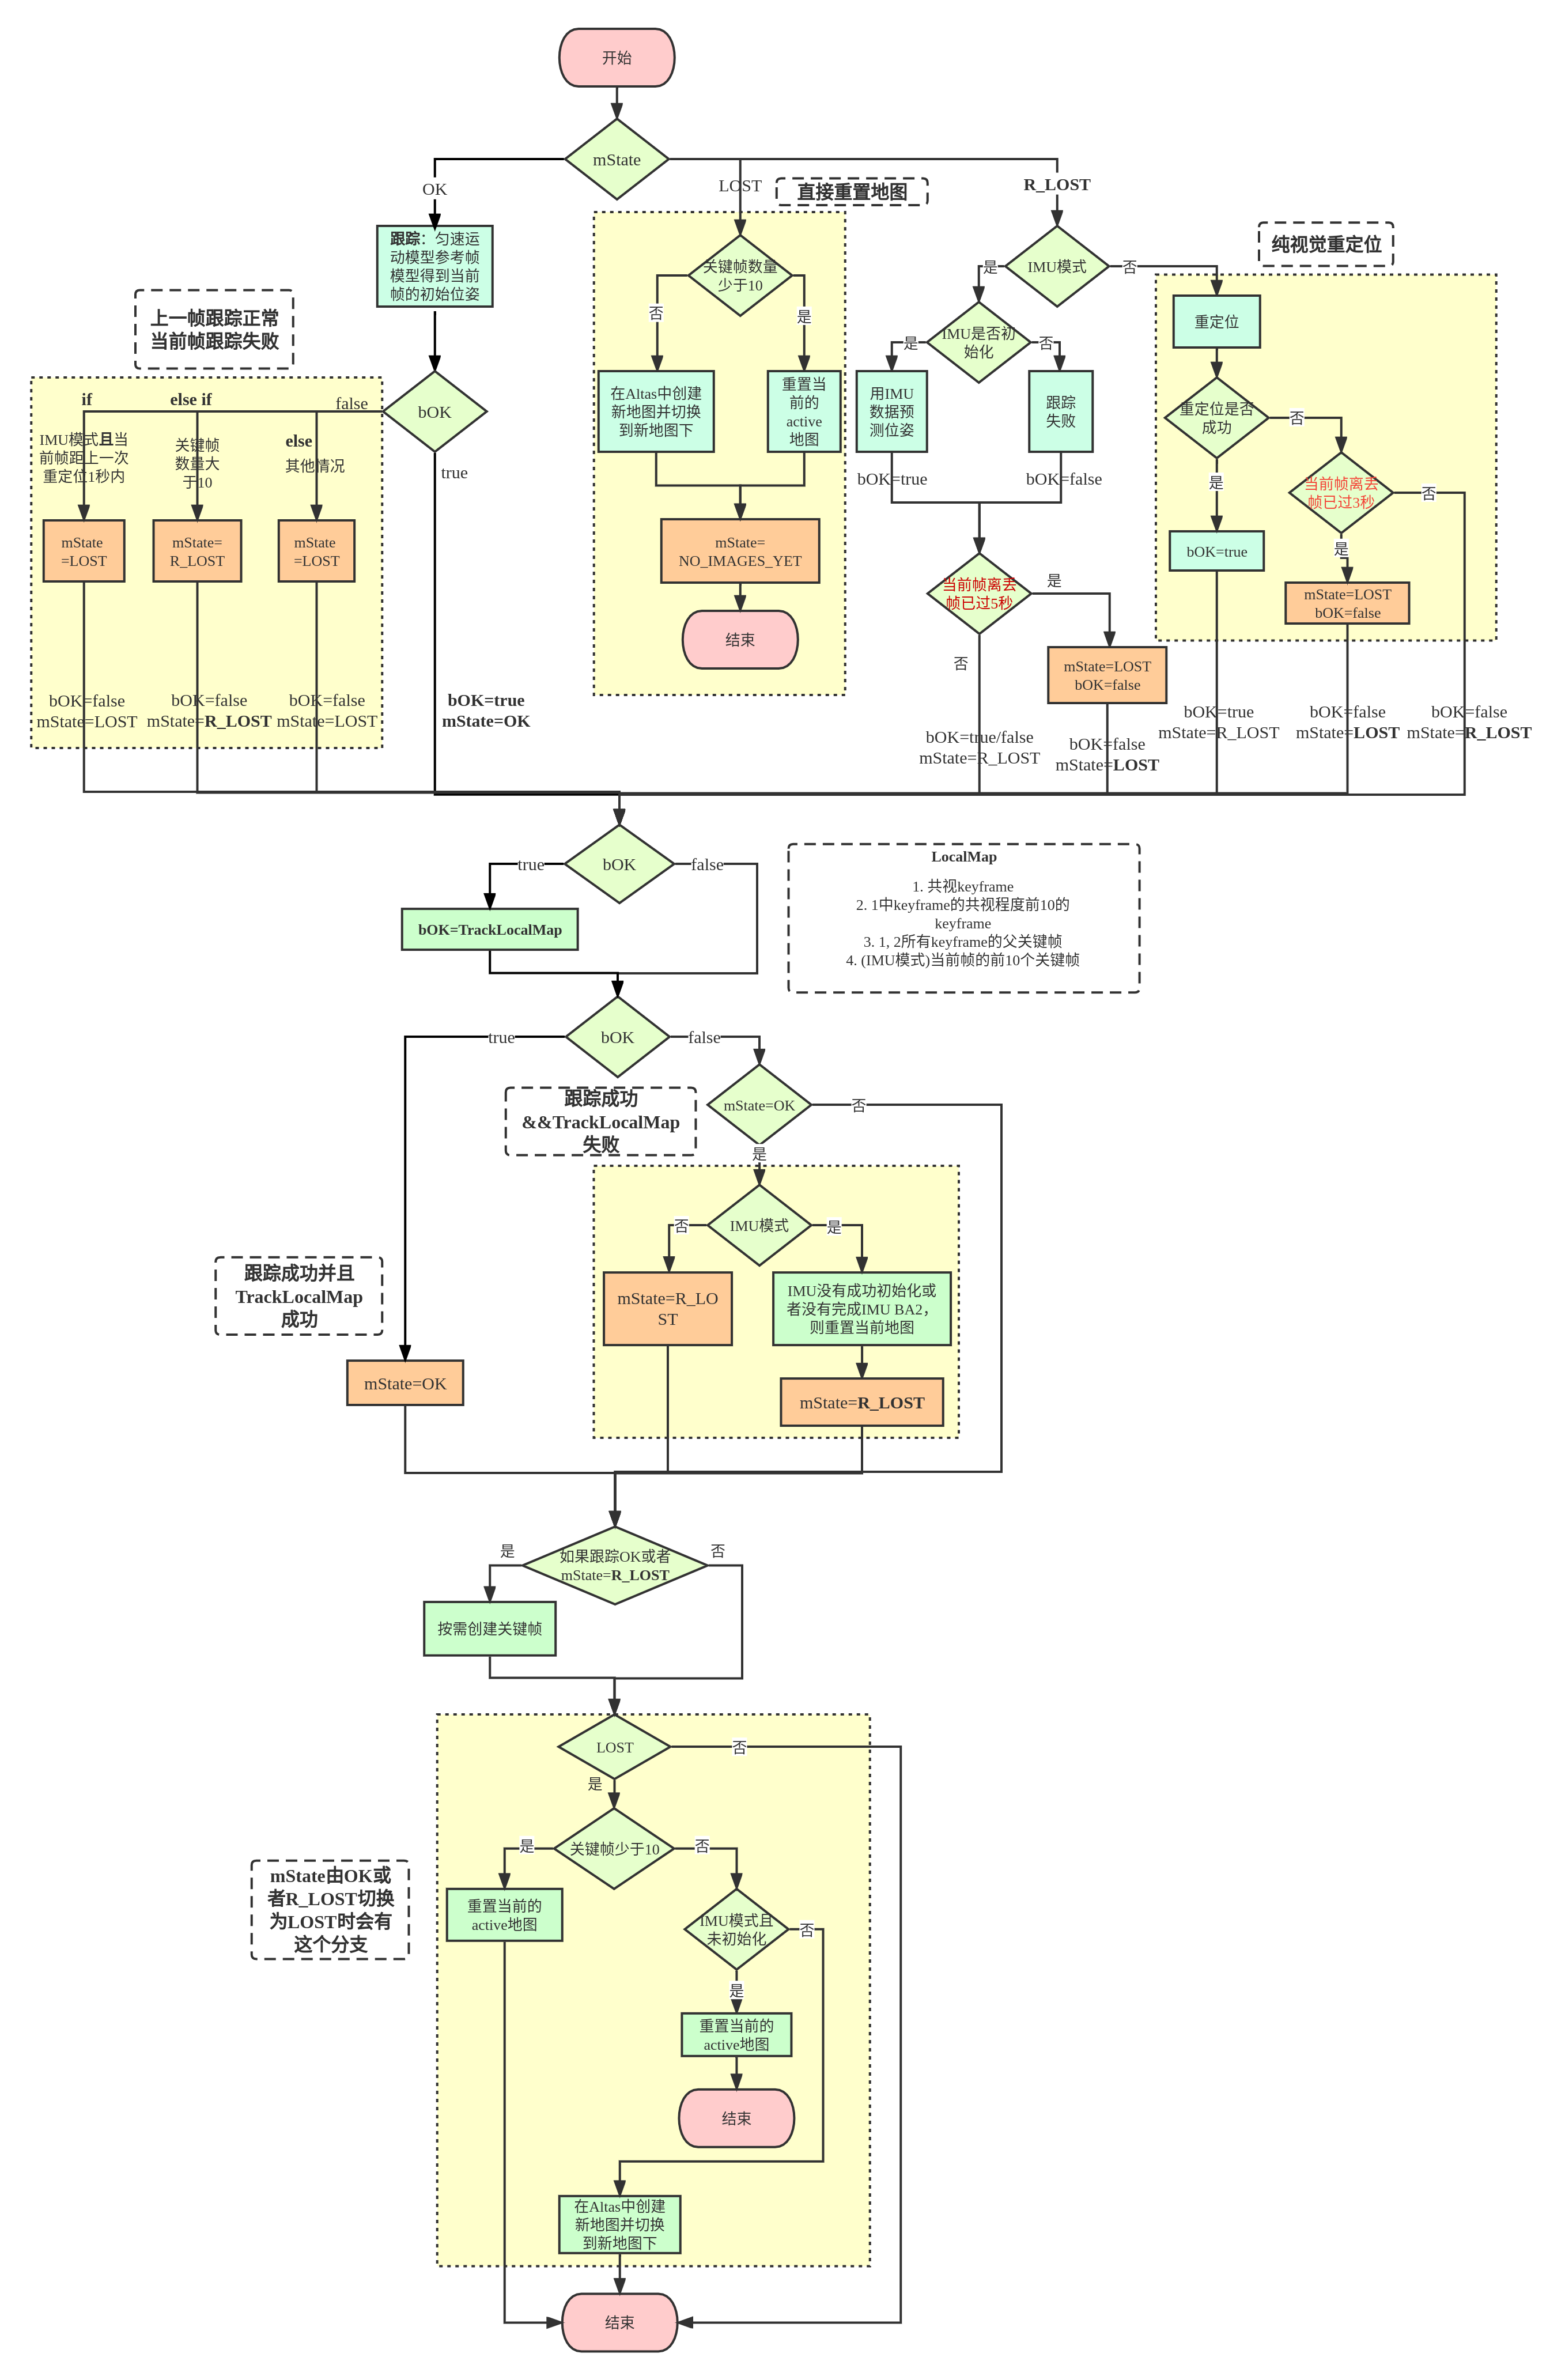 开始
mState
OK
LOST
R_LOST
直接重置地图
纯视觉重定位
跟踪：匀速运
动模型参考帧
模型得到当前
帧的初始位姿
关键帧数量
少于10
否
是
在Altas中创建
新地图并切换
到新地图下
重置当
前的
active
地图
mState=
NO_IMAGES_YET
结束
IMU模式
是
否
IMU是否初
始化
是
否
用IMU
数据预
测位姿
跟踪
失败
bOK=true
bOK=false
当前帧离丢
帧已过5秒
是
否
mState=LOST
bOK=false
bOK=true/false
mState=R_LOST
bOK=false
mState=LOST
重定位
重定位是否
成功
否
是
当前帧离丢
帧已过3秒
否
是
bOK=true
mState=LOST
bOK=false
bOK=true
mState=R_LOST
bOK=false
mState=LOST
bOK=false
mState=R_LOST
上一帧跟踪正常
当前帧跟踪失败
bOK
false
true
if
else if
else
IMU模式且当
前帧距上一次
重定位1秒内
关键帧
数量大
于10
其他情况
mState
=LOST
mState=
R_LOST
mState
=LOST
bOK=false
mState=LOST
bOK=false
mState=R_LOST
bOK=false
mState=LOST
bOK=true
mState=OK
bOK
true
false
bOK=TrackLocalMap
LocalMap
1. 共视keyframe
2. 1中keyframe的共视程度前10的
keyframe
3. 1, 2所有keyframe的父关键帧
4. (IMU模式)当前帧的前10个关键帧
bOK
true
false
跟踪成功
&&TrackLocalMap
失败
mState=OK
否
是
IMU模式
否
是
mState=R_LO
ST
IMU没有成功初始化或
者没有完成IMU BA2，
则重置当前地图
mState=R_LOST
跟踪成功并且
TrackLocalMap
成功
mState=OK
如果跟踪OK或者
mState=R_LOST
是
否
按需创建关键帧
LOST
否
是
关键帧少于10
是
否
重置当前的
active地图
mState由OK或
者R_LOST切换
为LOST时会有
这个分支
IMU模式且
未初始化
否
是
重置当前的
active地图
结束
在Altas中创建
新地图并切换
到新地图下
结束